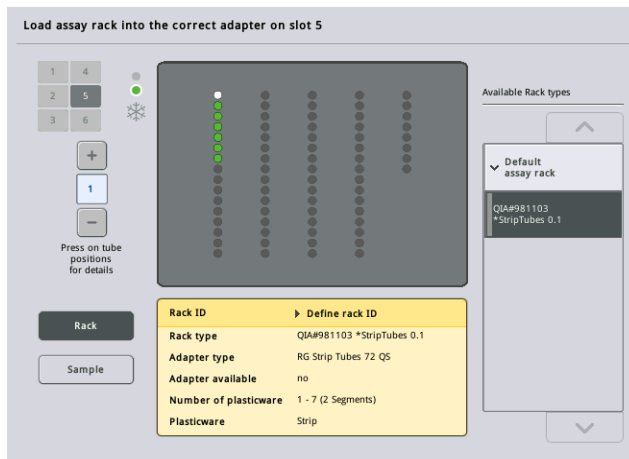 Load assay rack into the correct adapter on slot 5
1 4
2 5
3 6
+
1
−
Press on tube
positions
for details
Rack
Sample
Rack ID Define rack ID
Rack type QIA#981103 *StripTubes 0.1
Adapter type RG Strip Tubes 72 QS
Adapter available no
Number of plasticware 1 - 7 (2 Segments)
Plasticware Strip
Available Rack types
Default
assay rack
QIA#981103
*StripTubes 0.1